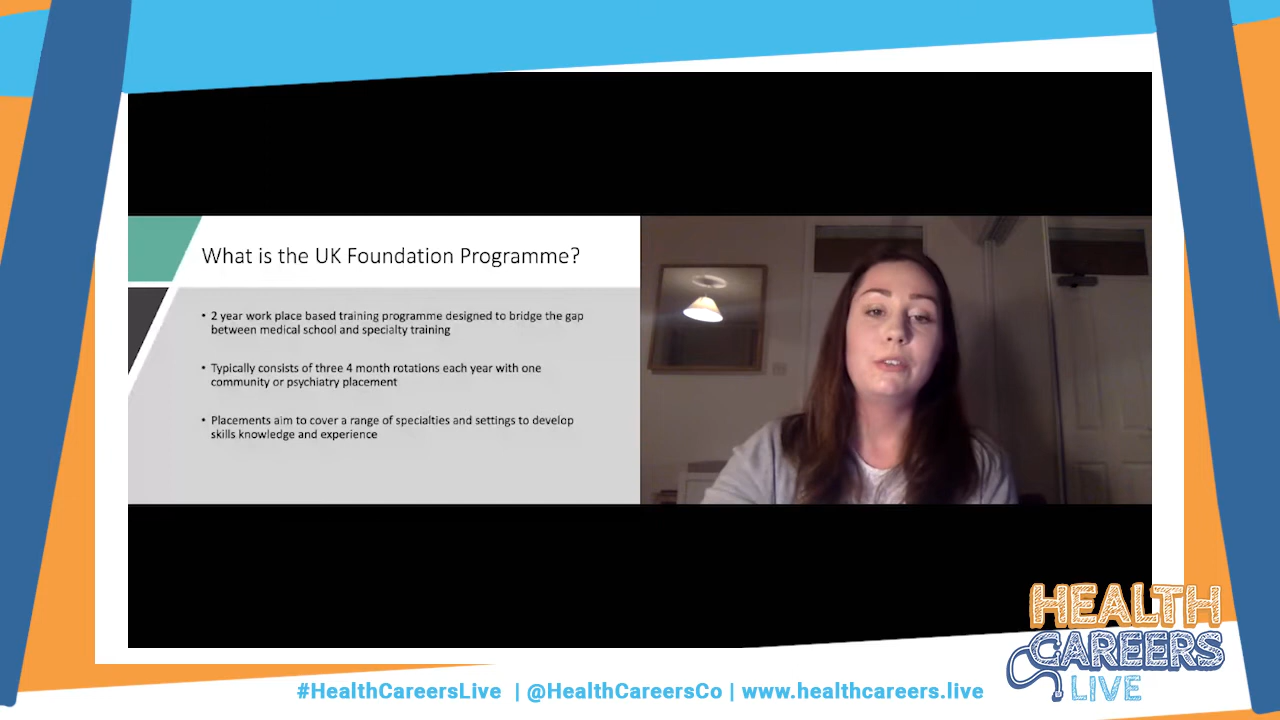 What is the UK Foundation Programme?
• 2 year work place based training programme designed to bridge the gap
between medical school and specialty training
• Typically consists of three 4 month rotations each year with one
community or psychiatry placement
• Placements aim to cover a range of specialties and settings to develop
skills knowledge and experience
HEALTH
CAREERS
LIVE
#HealthCareersLive | @HealthCareersCo | www.healthcareers.live